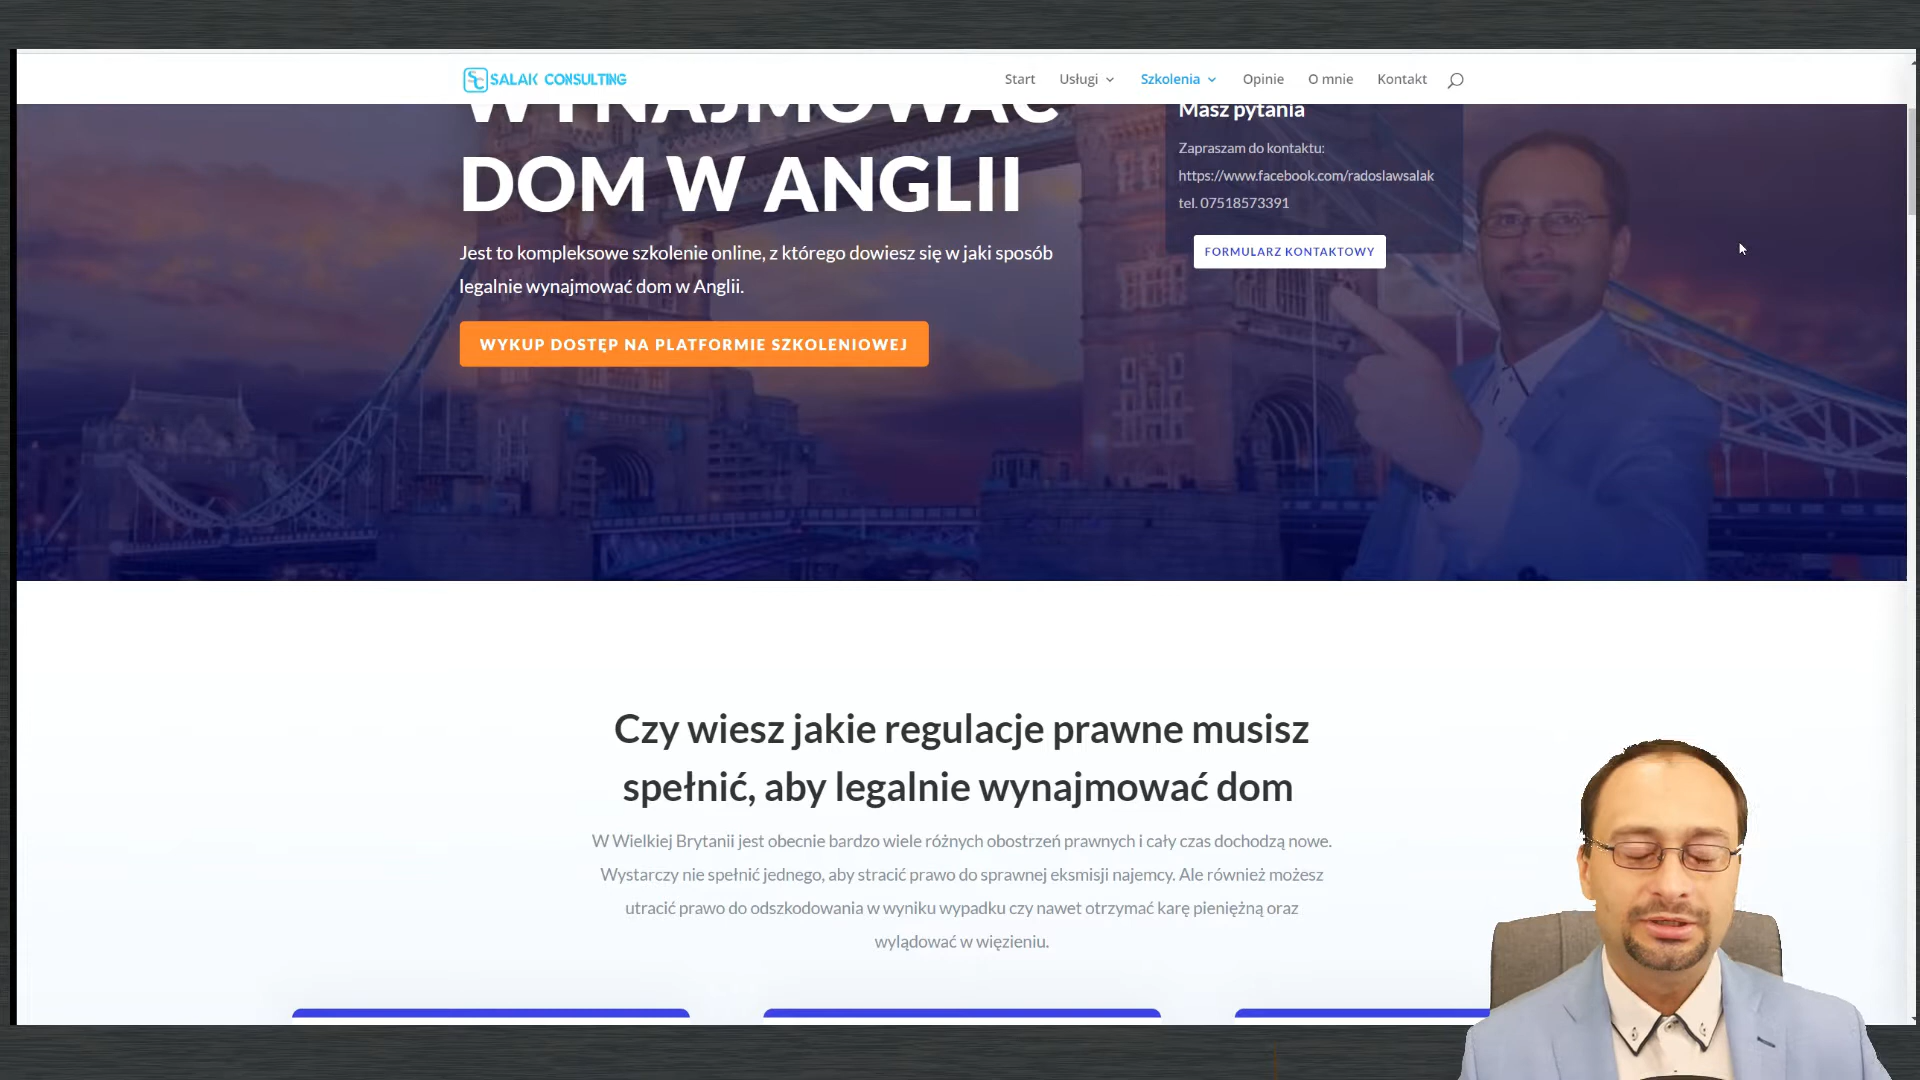 SALAK CONSULTING
Start
Usługi
Szkolenia
Opinie
O mnie
Kontakt
WYNAJMOWAĆ
DOM W ANGLII
Jest to kompleksowe szkolenie online, z którego dowiesz się w jaki sposób
legalnie wynajmować dom w Anglii.
WYKUP DOSTĘP NA PLATFORMIE SZKOLENIOWEJ
Masz pytania
Zapraszam do kontaktu:
https://www.facebook.com/radoslawsalak
tel. 07518573391
FORMULARZ KONTAKTOWY
Czy wiesz jakie regulacje prawne musisz
spełnić, aby legalnie wynajmować dom
W Wielkiej Brytanii jest obecnie bardzo wiele różnych obostrzeń prawnych i cały czas dochodzą nowe.
Wystarczy nie spełnić jednego, aby stracić prawo do sprawnej eksmisji najemcy. Ale również możesz
utracić prawo do odszkodowania w wyniku wypadku czy nawet otrzymać karę pieniężną oraz
wylądować w więzieniu.